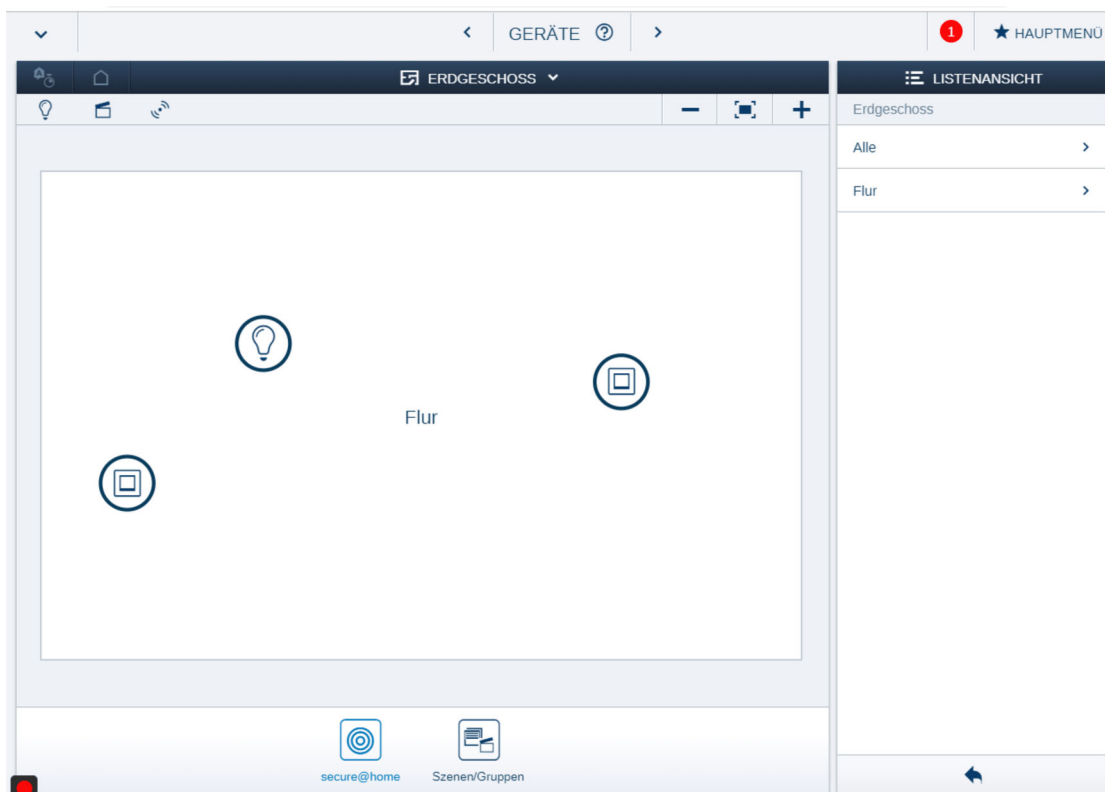 GERÄTE
1
HAUPTMENÜ
ERDGESCHOSS
LISTENANSICHT
Erdgeschoss
Alle
Flur
Flur
secure@home
Szenen/Gruppen